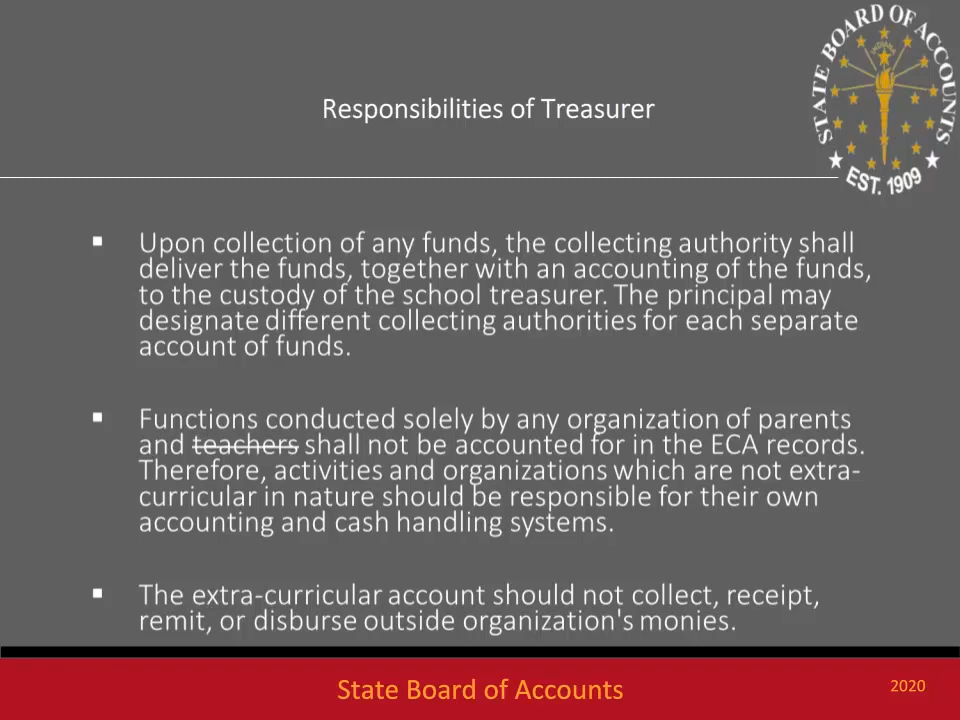 STATE BOARD OF ACCOUNTS
INDIANA
EST. 1909
Responsibilities of Treasurer
▪ Upon collection of any funds, the collecting authority shall
deliver the funds, together with an accounting of the funds,
to the custody of the school treasurer. The principal may
designate different collecting authorities for each separate
account of funds.
▪ Functions conducted solely by any organization of parents
and teachers shall not be accounted for in the ECA records.
Therefore, activities and organizations which are not extra-
curricular in nature should be responsible for their own
accounting and cash handling systems.
▪ The extra-curricular account should not collect, receipt,
remit, or disburse outside organization's monies.
State Board of Accounts
2020